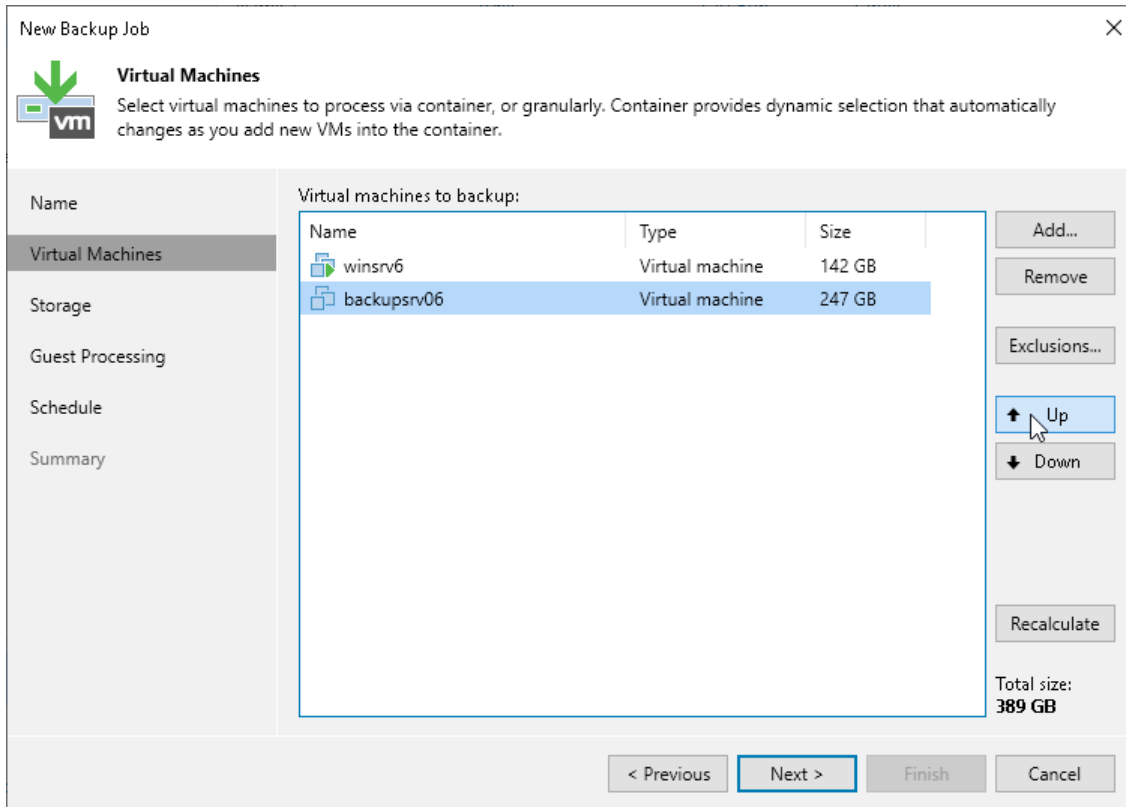 New Backup Job
Virtual Machines
Select virtual machines to process via container, or granularly. Container provides dynamic selection that automatically
changes as you add new VMs into the container.
vm
Name
Virtual Machines
Storage
Guest Processing
Schedule
Summary
Virtual machines to backup:
Name Type Size
winsrv6 Virtual machine 142 GB
backupsrv06 Virtual machine 247 GB
Add...
Remove
Exclusions...
Up
Down
Recalculate
Total size:
389 GB
< Previous Next > Finish Cancel